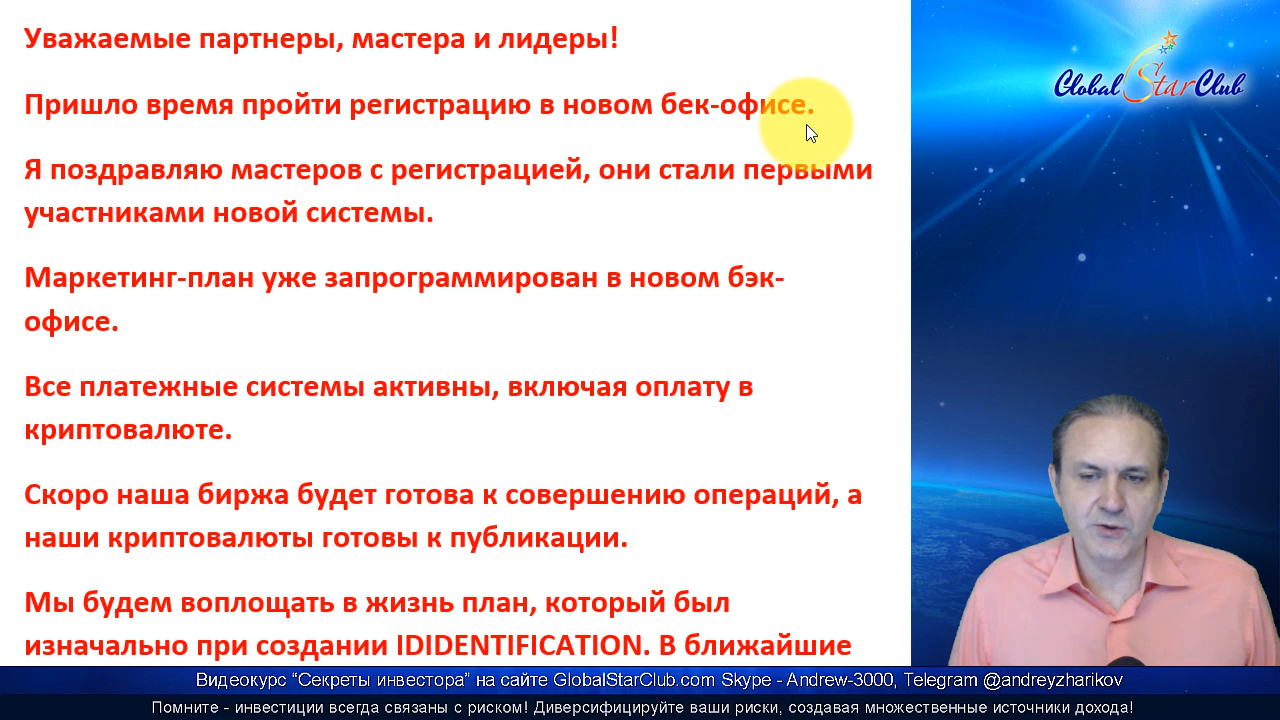 Уважаемые партнеры, мастера и лидеры!
Пришло время пройти регистрацию в новом бек-офисе.
Я поздравляю мастеров с регистрацией, они стали первыми
участниками новой системы.
Маркетинг-план уже запрограммирован в новом бэк-
офисе.
Все платежные системы активны, включая оплату в
криптовалюте.
Скоро наша биржа будет готова к совершению операций, а
наши криптовалюты готовы к публикации.
Мы будем воплощать в жизнь план, который был
изначально при создании IDIDENTIFICATION. В ближайшие
Global Star Club
Видеокурс "Секреты инвестора" на сайте GlobalStarClub.com Skype - Andrew-3000, Telegram @andreyzharikov
Помните - инвестиции всегда связаны с риском! Диверсифицируйте ваши риски, создавая множественные источники дохода!